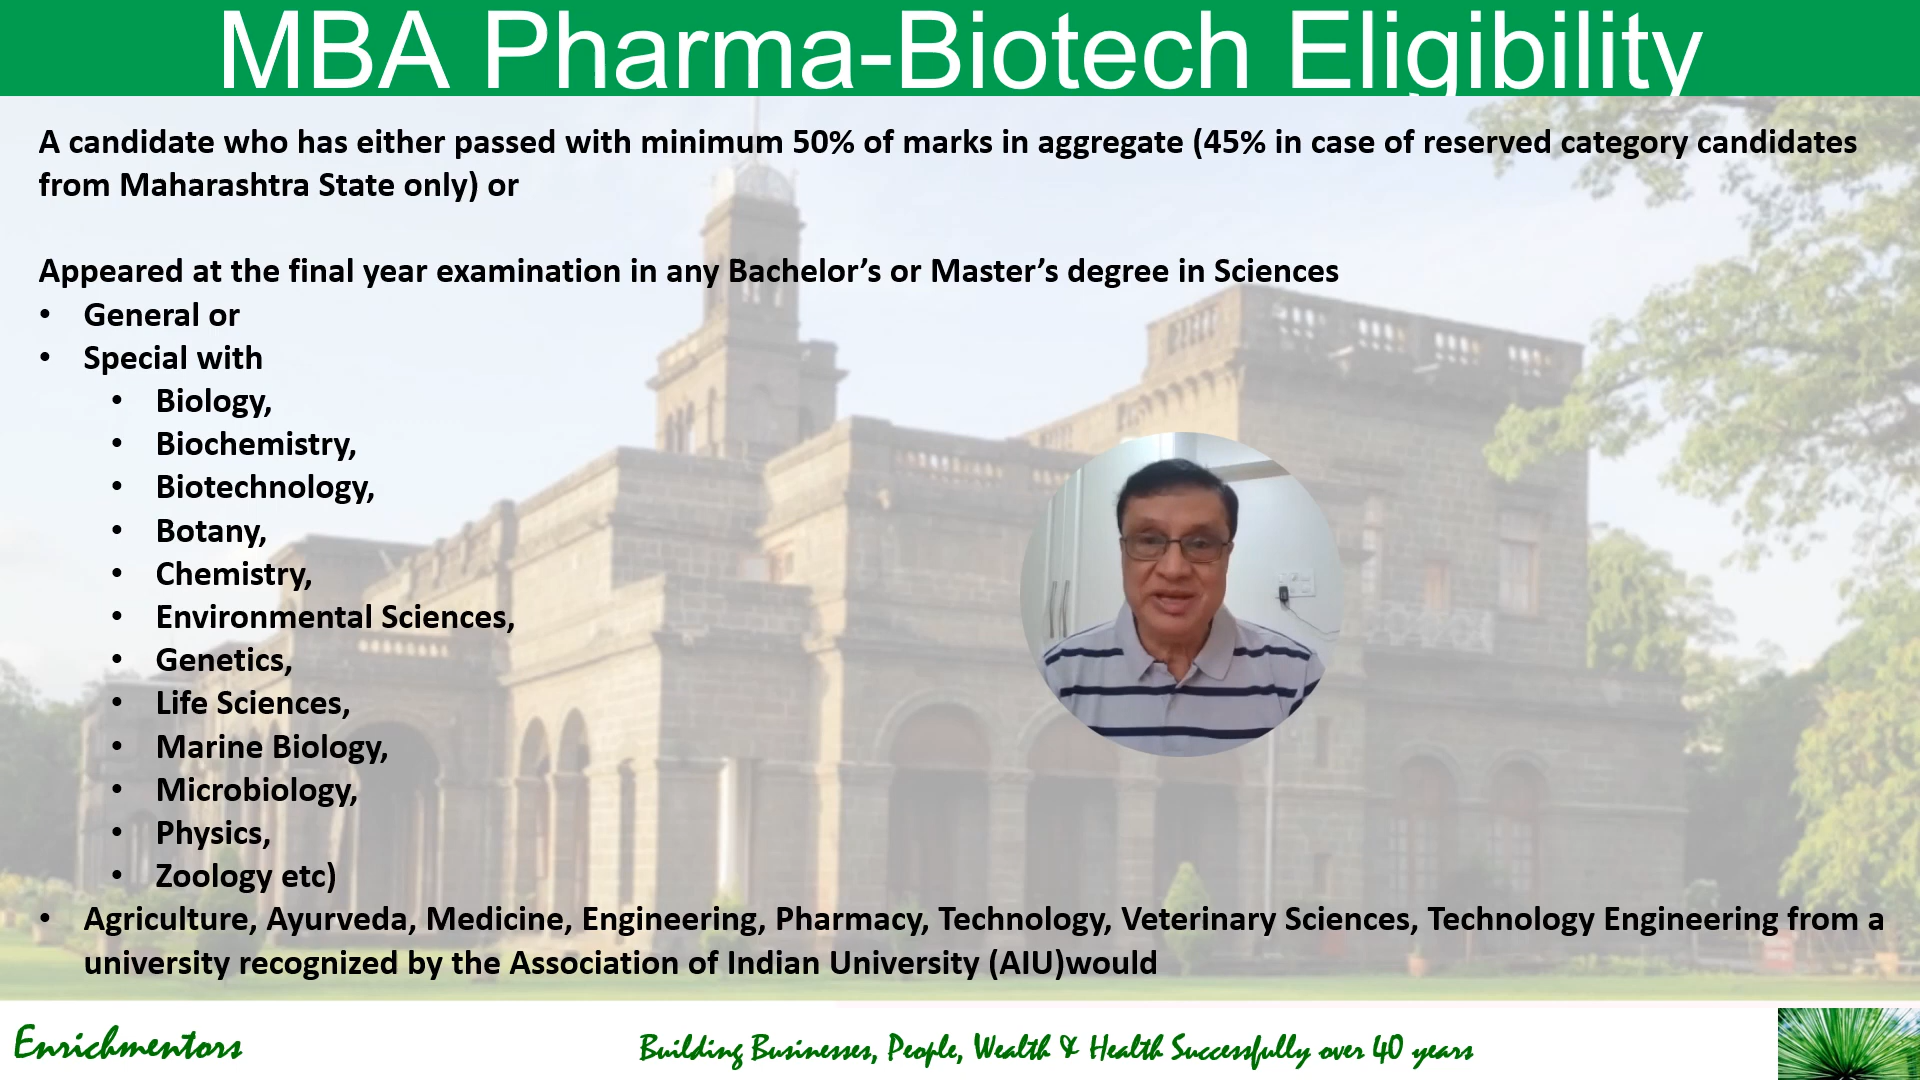 MBA Pharma-Biotech Eligibility
A candidate who has either passed with minimum 50% of marks in aggregate (45% in case of reserved category candidates
from Maharashtra State only) or
Appeared at the final year examination in any Bachelor’s or Master’s degree in Sciences
• General or
• Special with
• Biology,
• Biochemistry,
• Biotechnology,
• Botany,
• Chemistry,
• Environmental Sciences,
• Genetics,
• Life Sciences,
• Marine Biology,
• Microbiology,
• Physics,
• Zoology etc)
• Agriculture, Ayurveda, Medicine, Engineering, Pharmacy, Technology, Veterinary Sciences, Technology Engineering from a
university recognized by the Association of Indian University (AIU)would
Enrichmentors
Building Businesses, People, Wealth & Health Successfully over 40 years